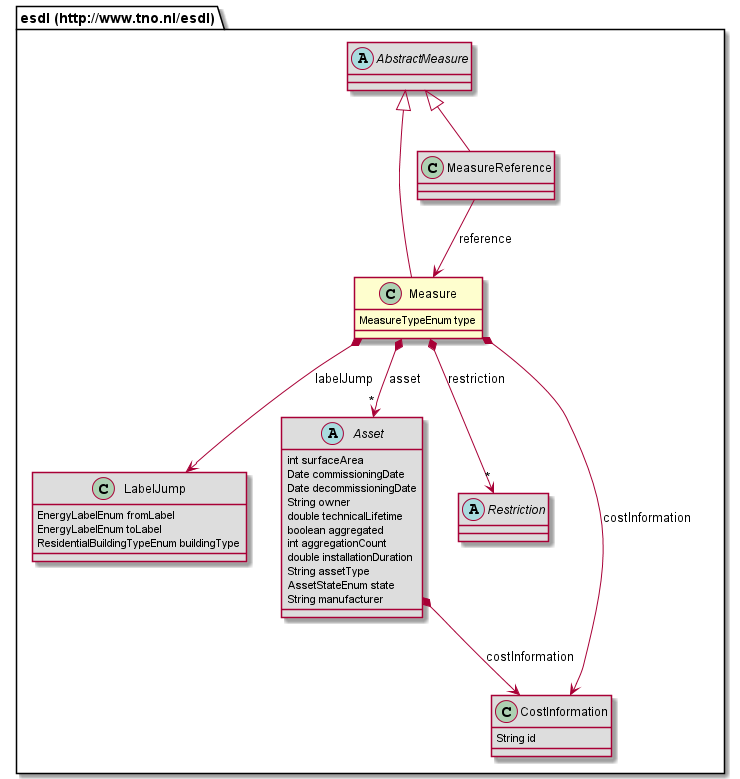 esdl (http://www.tno.nl/esdl)
A AbstractMeasure
C MeasureReference
reference
C Measure
MeasureTypeEnum type
labelJump
asset
restriction
*
*
A Asset
int surfaceArea
Date commissioningDate
Date decommissioningDate
String owner
double technicalLifetime
boolean aggregated
int aggregationCount
double installationDuration
String assetType
AssetStateEnum state
String manufacturer
C LabelJump
EnergyLabelEnum fromLabel
EnergyLabelEnum toLabel
ResidentialBuildingTypeEnum buildingType
A Restriction
costInformation
costInformation
C CostInformation
String id